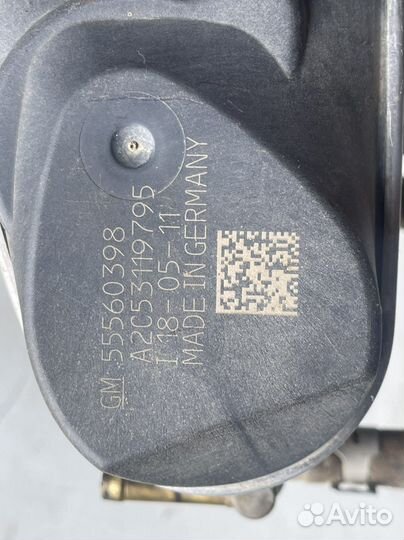 GM 55560398
A2C53119795
I 18-05-11
MADE IN GERMANY
Avito